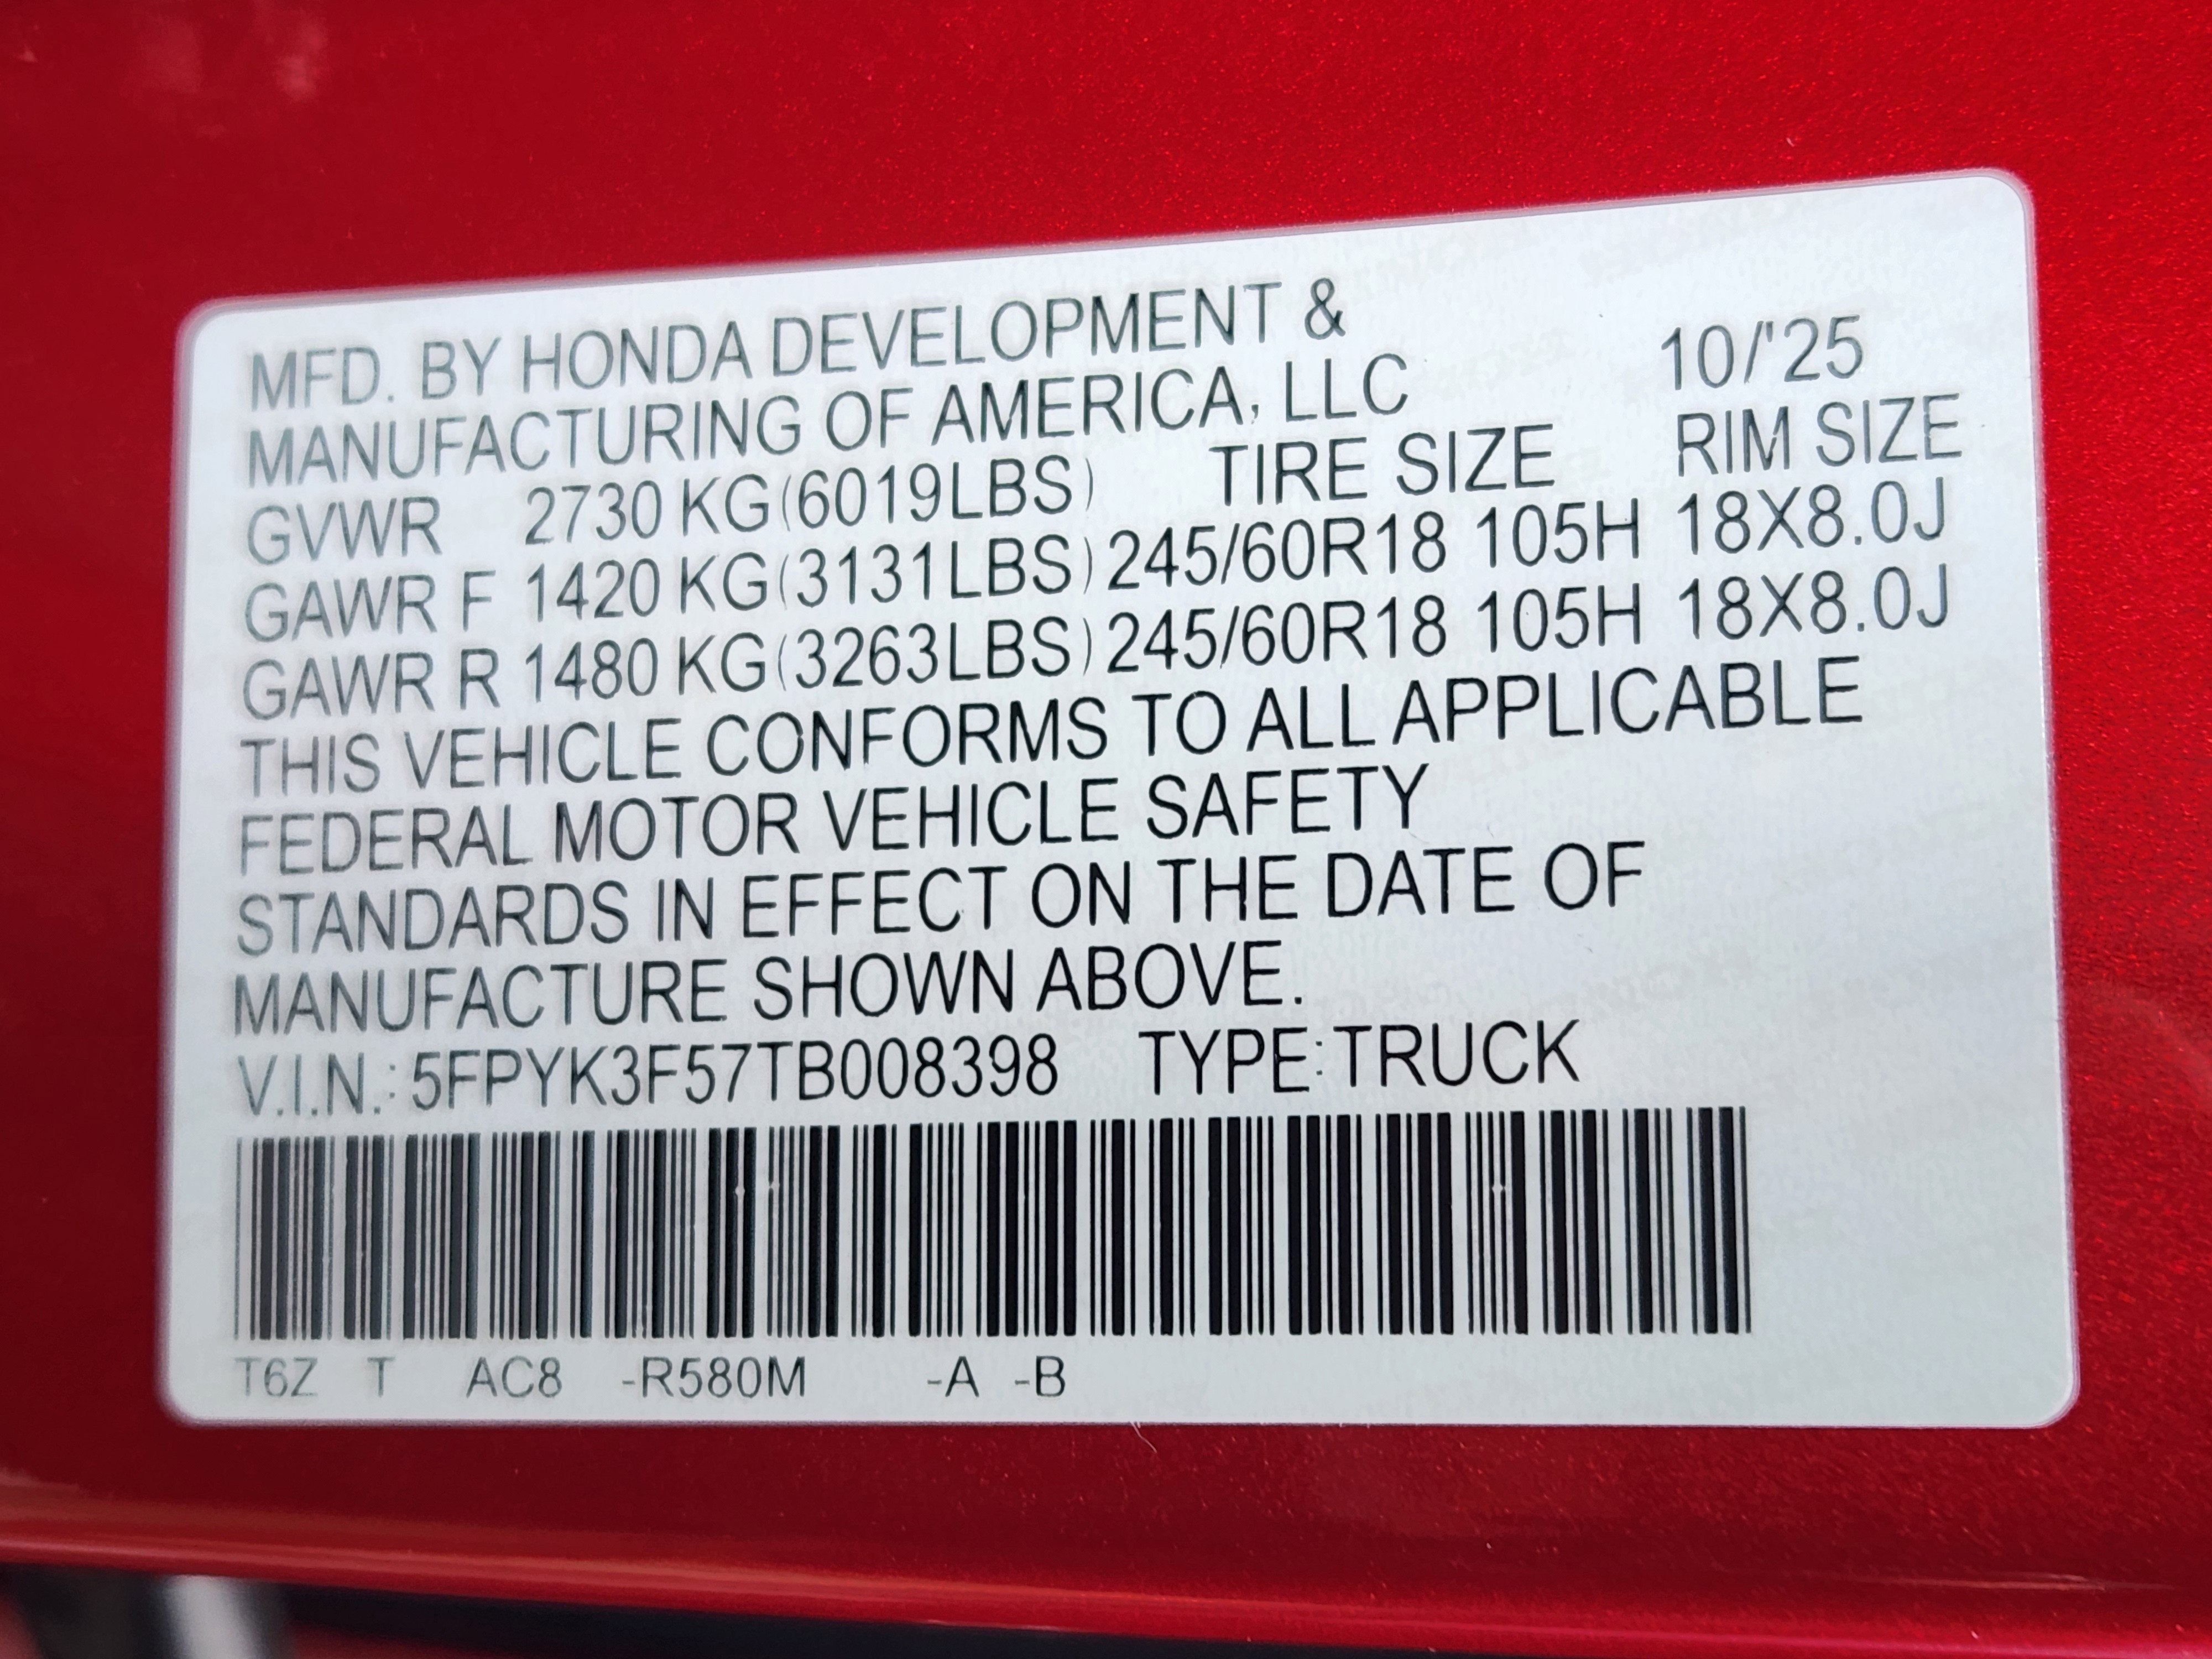 MFD. BY HONDA DEVELOPMENT &
MANUFACTURING OF AMERICA, LLC 10/'25
GVWR 2730 KG(6019LBS) TIRE SIZE RIM SIZE
GAWR F 1420 KG(3131LBS) 245/60R18 105H 18X8.0J
GAWR R 1480 KG(3263LBS) 245/60R18 105H 18X8.0J
THIS VEHICLE CONFORMS TO ALL APPLICABLE
FEDERAL MOTOR VEHICLE SAFETY
STANDARDS IN EFFECT ON THE DATE OF
MANUFACTURE SHOWN ABOVE.
V.I.N.: 5FPYK3F57TB008398 TYPE:TRUCK
T6Z T AC8 -R580M -A -B